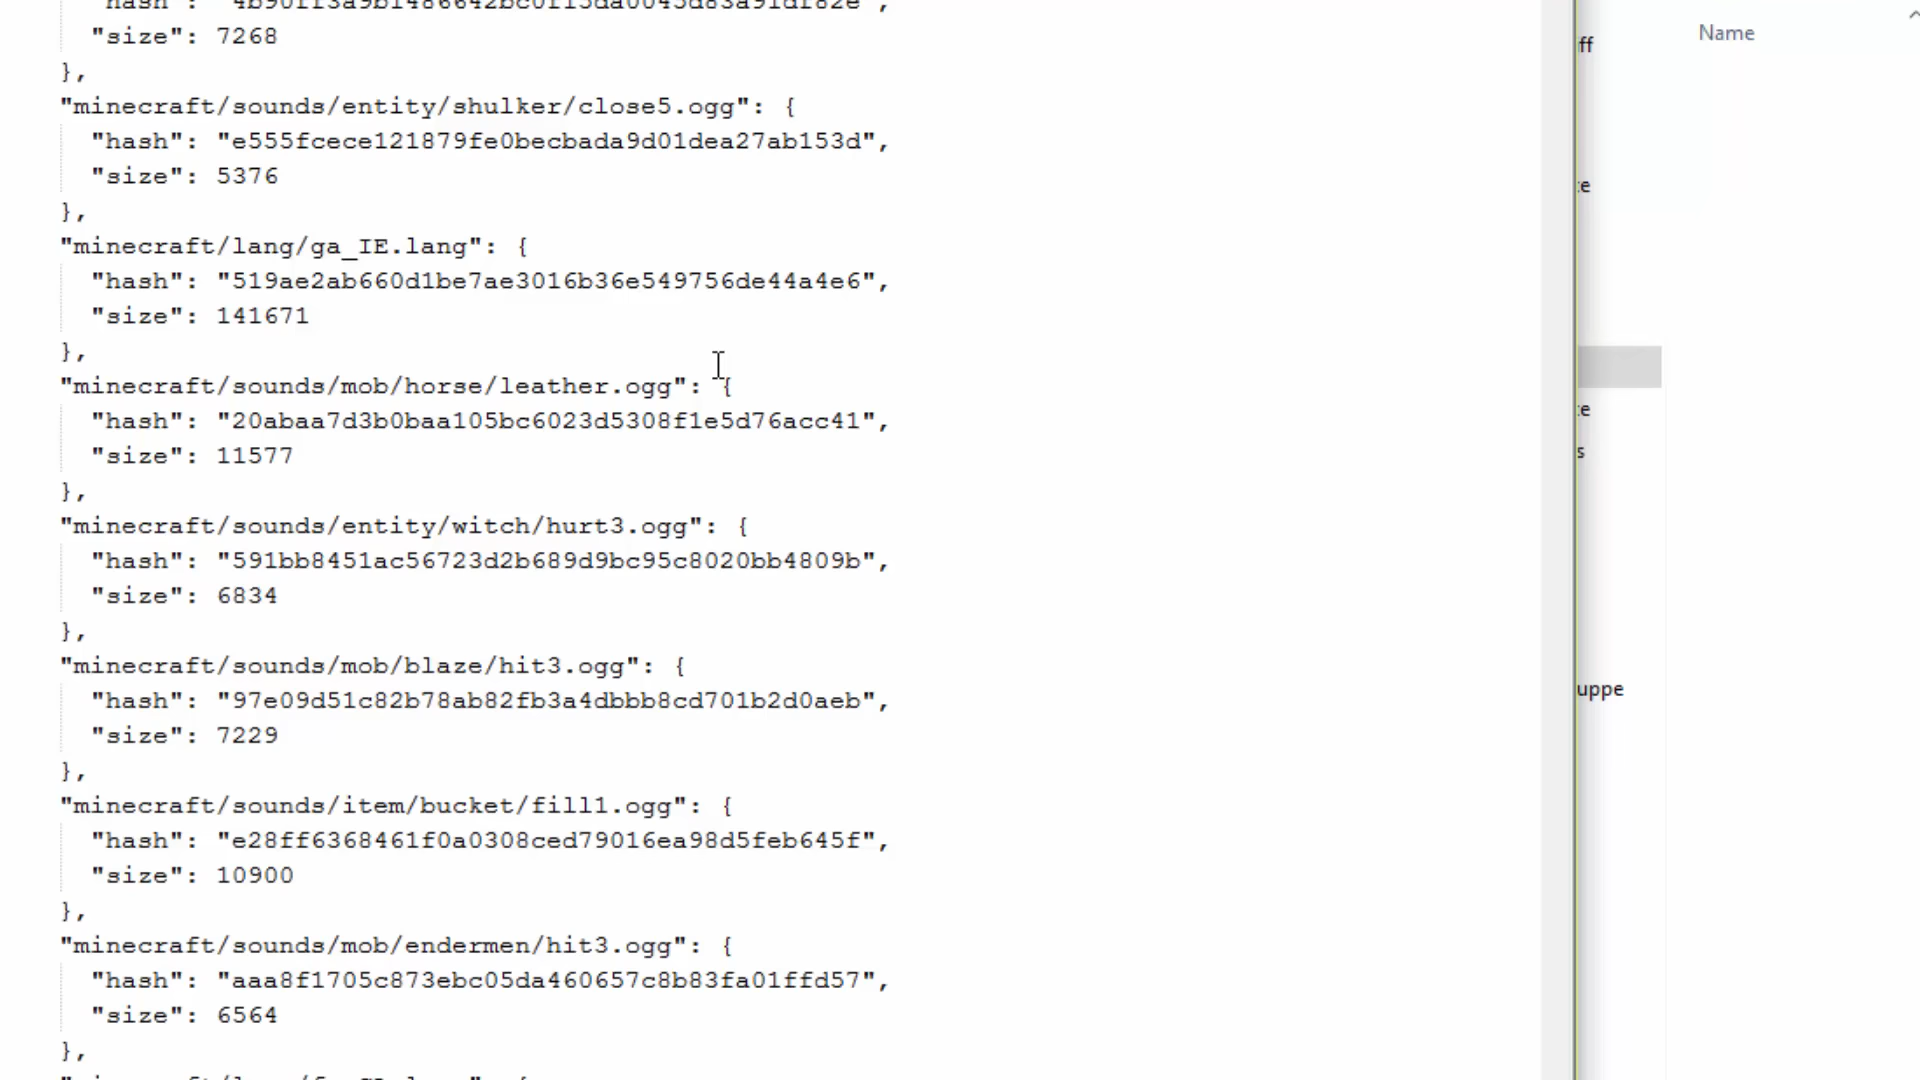 "size": 7268
},
"minecraft/sounds/entity/shulker/close5.ogg": {
"hash": "e555fcece121879fe0becbada9d01dea27ab153d",
"size": 5376
},
"minecraft/lang/ga_IE.lang": {
"hash": "519ae2ab660d1be7ae3016b36e549756de44a4e6",
"size": 141671
},
"minecraft/sounds/mob/horse/leather.ogg": {
"hash": "20abaa7d3b0baa105bc6023d5308f1e5d76acc41",
"size": 11577
},
"minecraft/sounds/entity/witch/hurt3.ogg": {
"hash": "591bb8451ac56723d2b689d9bc95c8020bb4809b",
"size": 6834
},
"minecraft/sounds/mob/blaze/hit3.ogg": {
"hash": "97e09d51c82b78ab82fb3a4dbbb8cd701b2d0aeb",
"size": 7229
},
"minecraft/sounds/item/bucket/fill1.ogg": {
"hash": "e28ff6368461f0a0308ced79016ea98d5feb645f",
"size": 10900
},
"minecraft/sounds/mob/endermen/hit3.ogg": {
"hash": "aaa8f1705c873ebc05da460657c8b83fa01ffd57",
"size": 6564
},
Name
ff
te
te
s
uppe